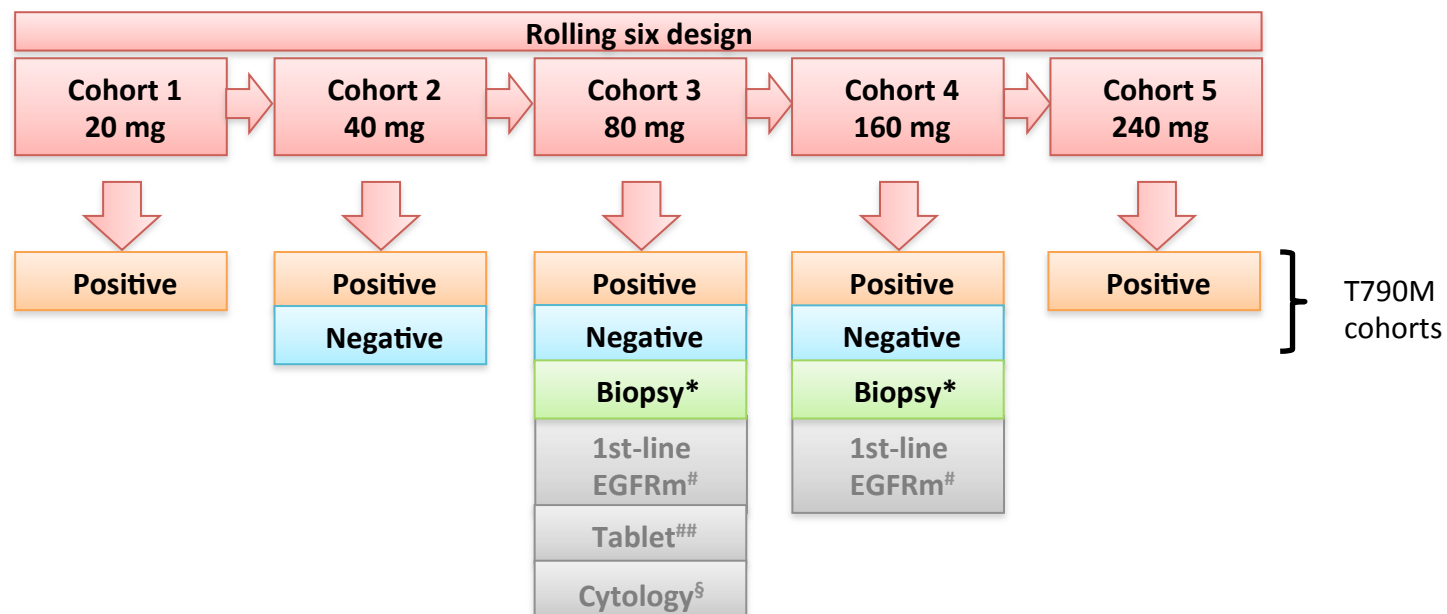 Rolling six design
Cohort 1
20 mg
Cohort 2
40 mg
Cohort 3
80 mg
Cohort 4
160 mg
Cohort 5
240 mg
Positive
Positive
Positive
Positive
Positive
T790M
cohorts
Negative
Negative
Negative
Biopsy*
Biopsy*
1st-line
EGFRm#
1st-line
EGFRm#
Tablet##
Cytology§